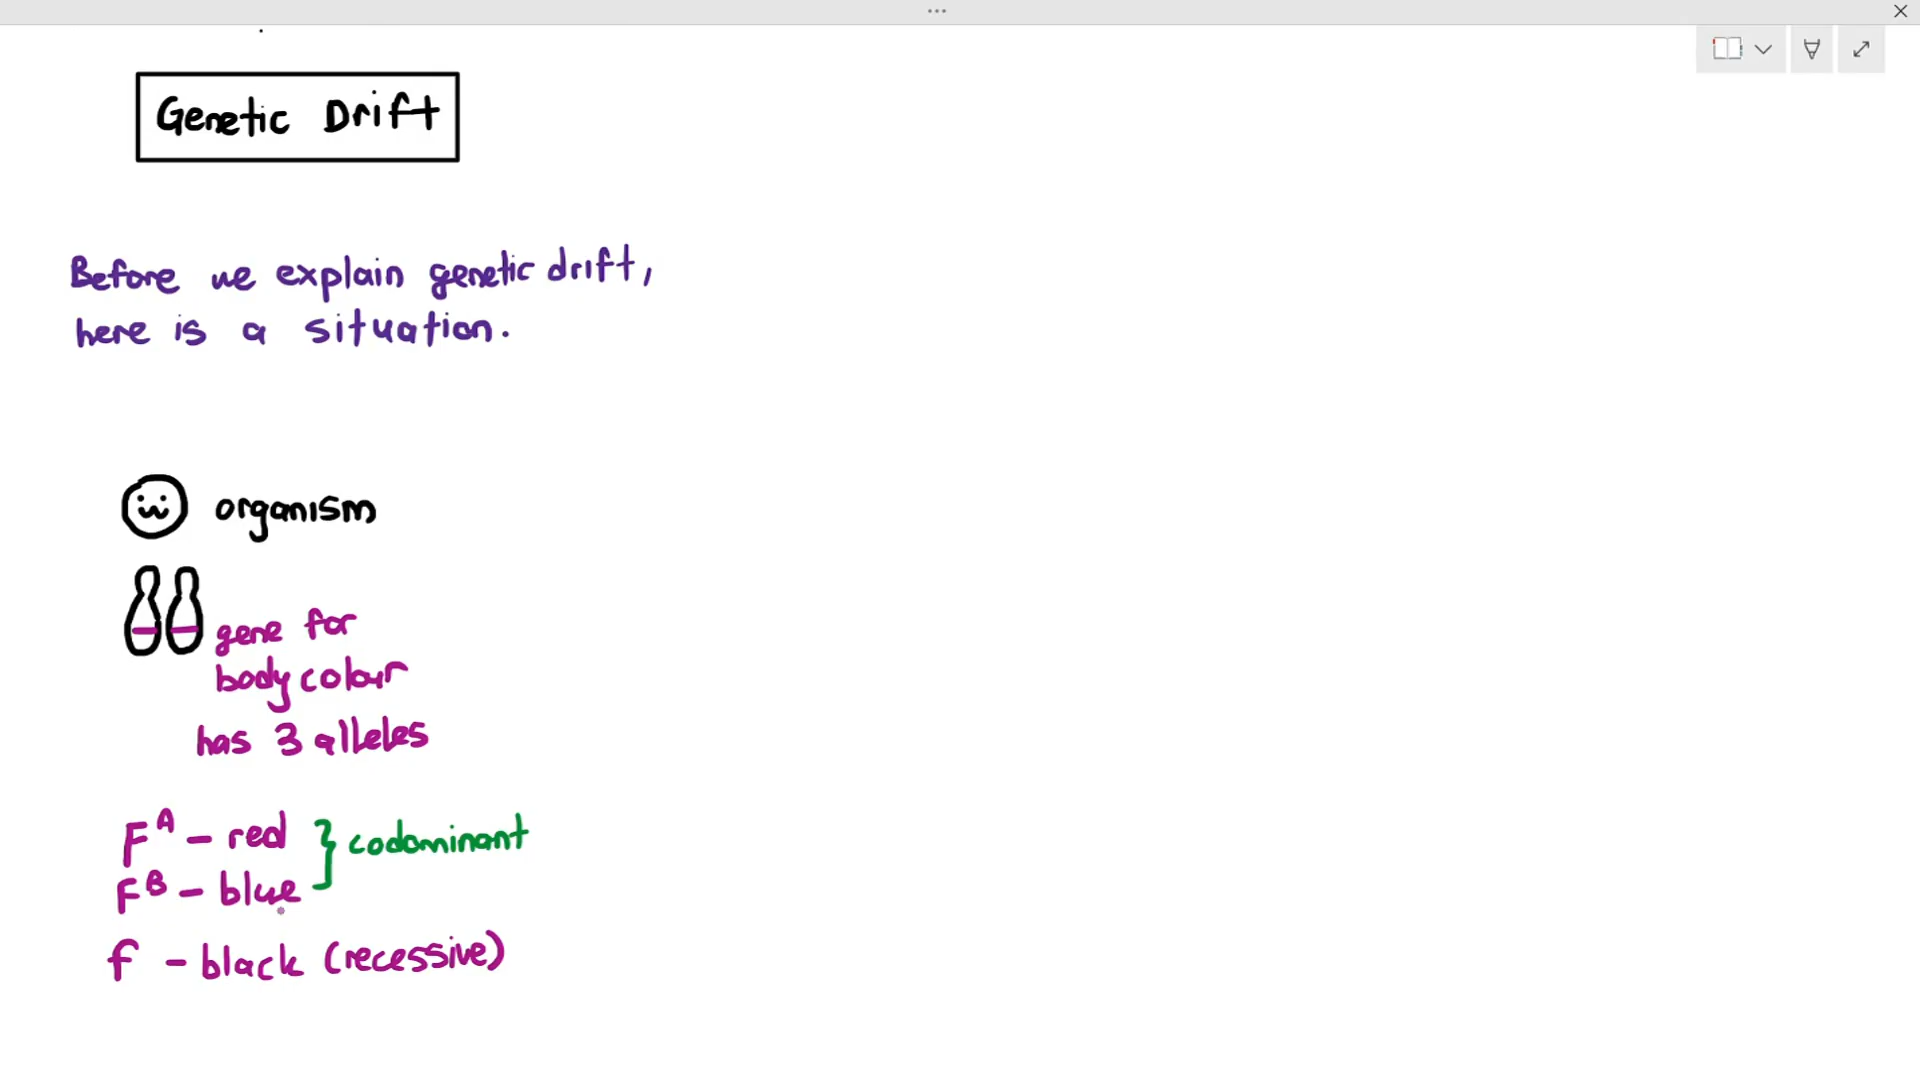 Genetic Drift
Before we explain genetic drift,
here is a situation.
organism
gene for
body colour
has 3 alleles
F^A - red
F^B - blue
} codominant
f - black (recessive)